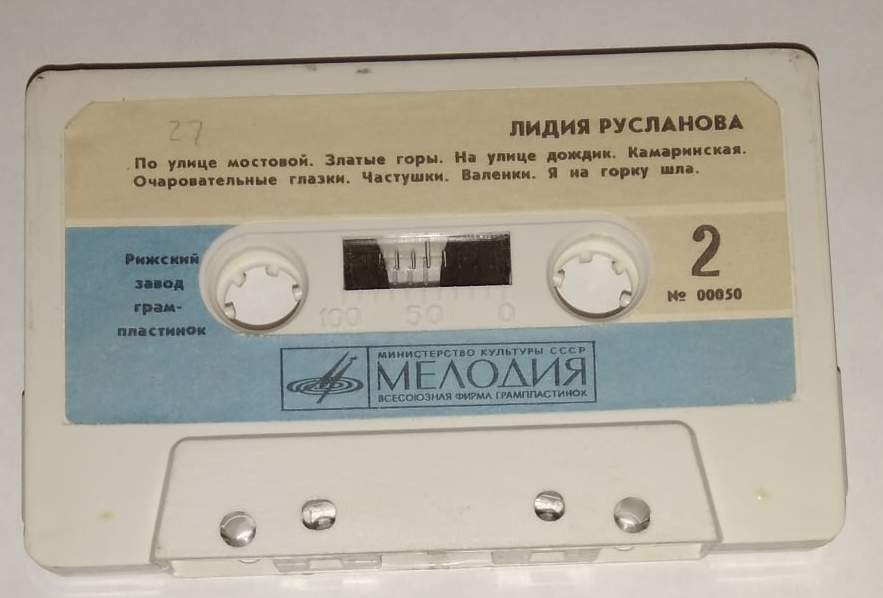 27
ЛИДИЯ РУСЛАНОВА
По улице мостовой. Златые горы. На улице дождик. Камаринская.
Очаровательные глазки. Частушки. Валенки. Я на горку шла.
Рижский
завод
грам-
пластинок
2
№ 00050
100 50 0
МИНИСТЕРСТВО КУЛЬТУРЫ СССР
МЕЛОДИЯ
ВСЕСОЮЗНАЯ ФИРМА ГРАМПЛАСТИНОК